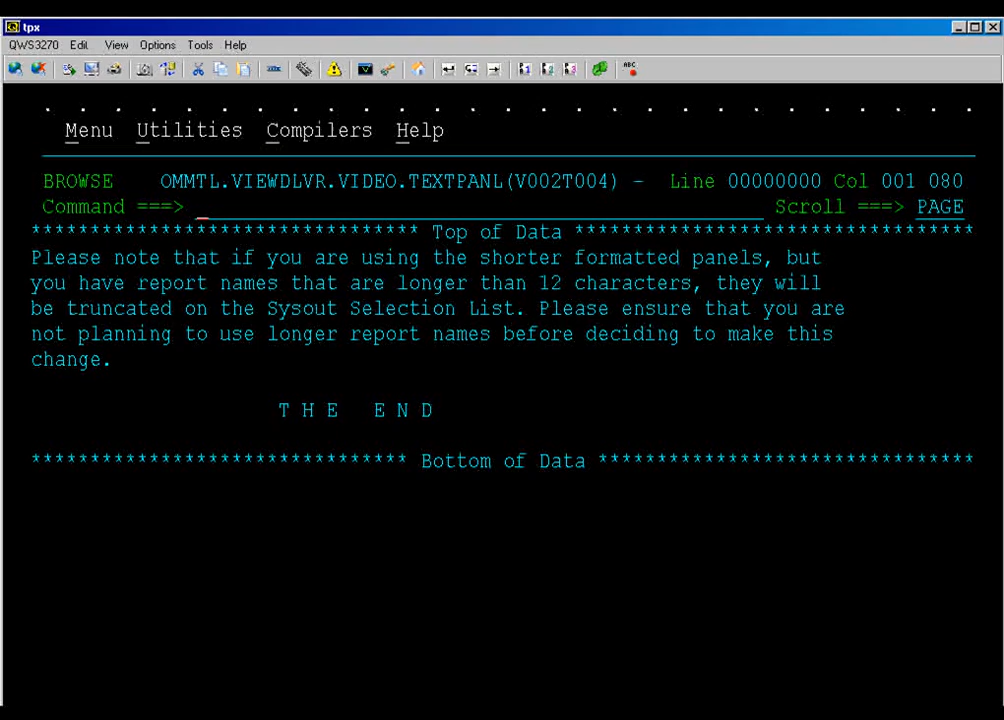 tpx
QWS3270 Edit View Options Tools Help
ABC
Menu Utilities Compilers Help
BROWSE OMMTL.VIEWDLVR.VIDEO.TEXTPANL(V002T004) - Line 00000000 Col 001 080
Command ===> Scroll ===> PAGE
********************************* Top of Data **********************************
Please note that if you are using the shorter formatted panels, but
you have report names that are longer than 12 characters, they will
be truncated on the Sysout Selection List. Please ensure that you are
not planning to use longer report names before deciding to make this
change.
T H E   E N D
******************************** Bottom of Data ********************************